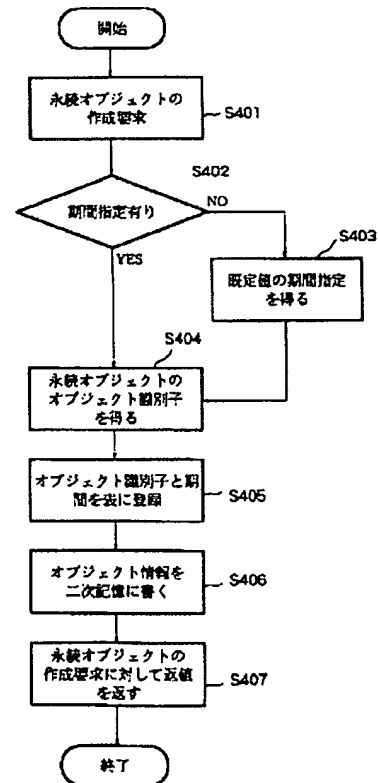 開始
永続オブジェクトの
作成要求
S401
S402
期間指定有り
NO
YES
S403
既定値の期間指定
を得る
S404
永続オブジェクトの
オブジェクト識別子
を得る
オブジェクト識別子と期
間を表に登録
S405
オブジェクト情報を
二次記憶に書く
S406
永続オブジェクトの
作成要求に対して返値
を返す
S407
終了